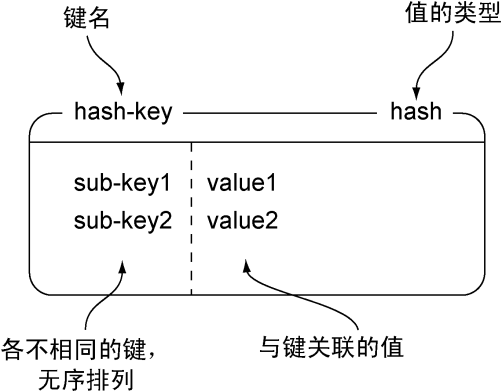 键名
值的类型
hash-key
hash
sub-key1
value1
sub-key2
value2
各不相同的键，
无序排列
与键关联的值